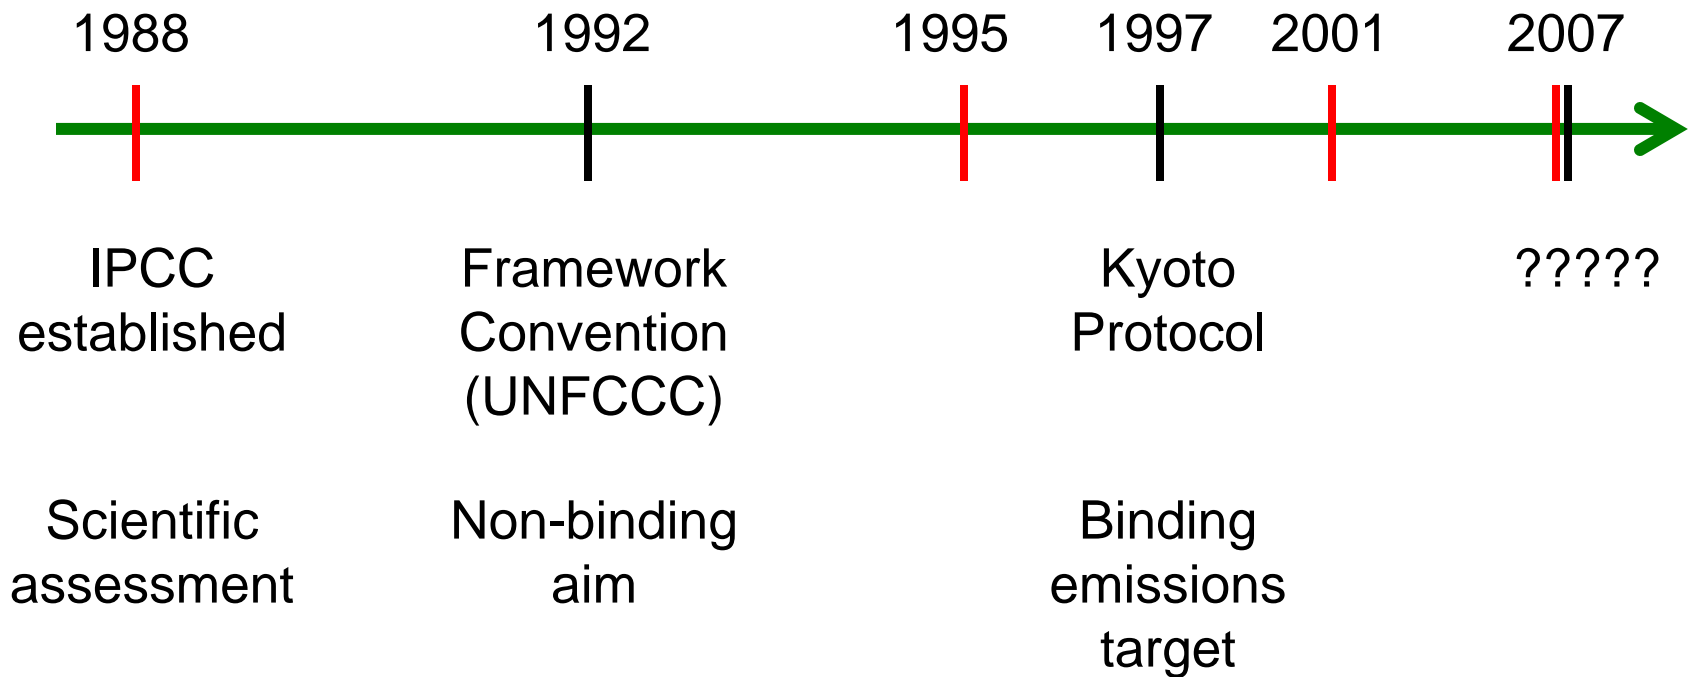 1988 1992 1995 1997 2001 2007
IPCC
established
Framework
Convention
(UNFCCC)
Kyoto
Protocol
?????
Scientific
assessment
Non-binding
aim
Binding
emissions
target